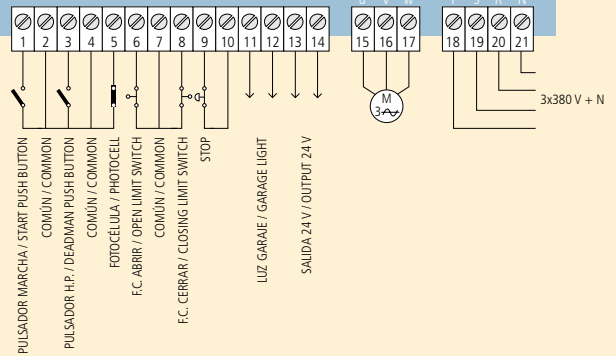 U V W
T S R N
1 2 3 4 5 6 7 8 9 10 11 12 13 14
15 16 17
18 19 20 21
M
3
3x380 V + N
PULSADOR MARCHA / START PUSH BUTTON
COMÚN / COMMON
PULSADOR H.P. / DEADMAN PUSH BUTTON
COMÚN / COMMON
FOTOCÉLULA / PHOTOCELL
F.C. ABRIR / OPEN LIMIT SWITCH
COMÚN / COMMON
F.C. CERRAR / CLOSING LIMIT SWITCH
STOP
LUZ GARAJE / GARAGE LIGHT
SALIDA 24 V / OUTPUT 24 V